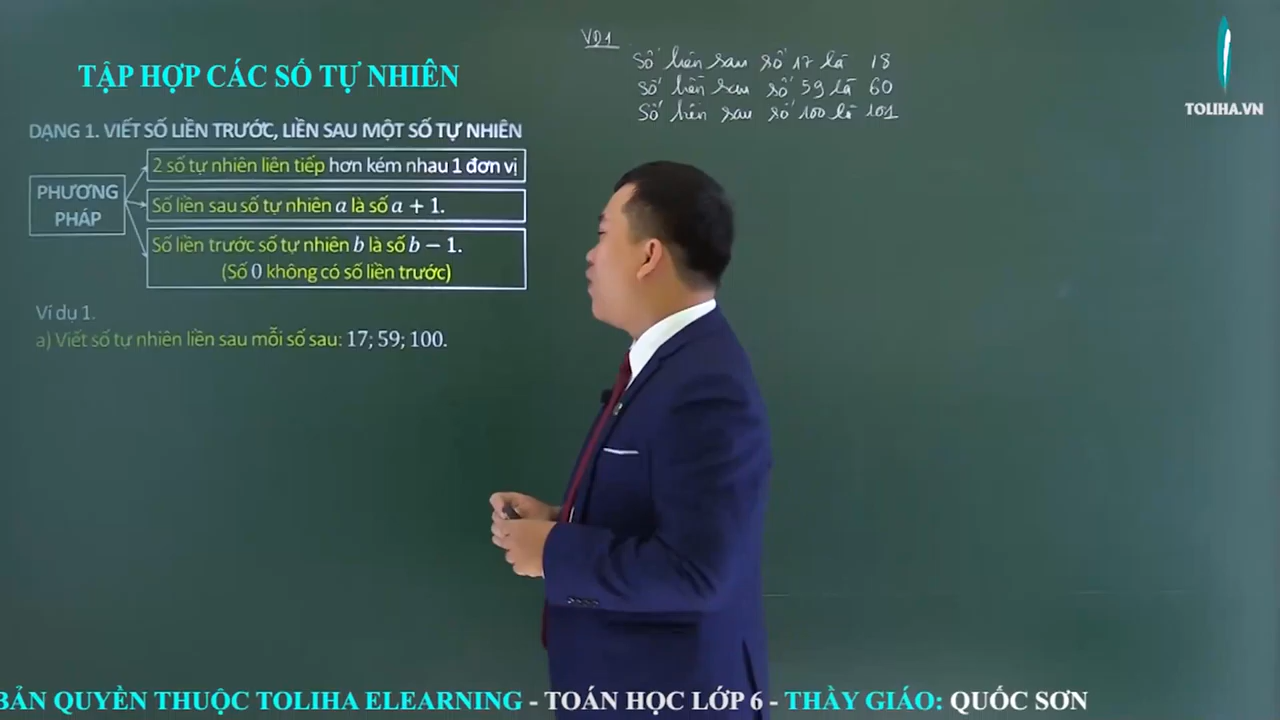 TẬP HỢP CÁC SỐ TỰ NHIÊN
DẠNG 1. VIẾT SỐ LIỀN TRƯỚC, LIỀN SAU MỘT SỐ TỰ NHIÊN
PHƯƠNG PHÁP
2 số tự nhiên liên tiếp hơn kém nhau 1 đơn vị
Số liền sau số tự nhiên a là số a + 1.
Số liền trước số tự nhiên b là số b − 1.
(Số 0 không có số liền trước)
Ví dụ 1.
a) Viết số tự nhiên liền sau mỗi số sau: 17; 59; 100.
VD1
Số liền sau số 17 là 18
Số liền sau số 59 là 60
Số liền sau số 100 là 101
TOLIHA.VN
BẢN QUYỀN THUỘC TOLIHA ELEARNING - TOÁN HỌC LỚP 6 - THẦY GIÁO: QUỐC SƠN